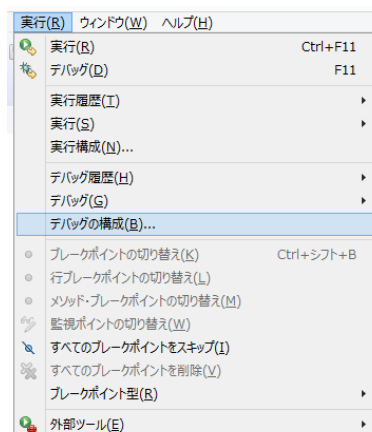 実行(R) ウィンドウ(W) ヘルプ(H)
実行(R) Ctrl+F11
デバッグ(D) F11
実行履歴(T)
実行(S)
実行構成(N)...
デバッグ履歴(H)
デバッグ(G)
デバッグの構成(B)...
ブレークポイントの切り替え(K) Ctrl+シフト+B
行ブレークポイントの切り替え(L)
メソッド・ブレークポイントの切り替え(M)
監視ポイントの切り替え(W)
すべてのブレークポイントをスキップ(I)
すべてのブレークポイントを削除(V)
ブレークポイント型(R)
外部ツール(E)